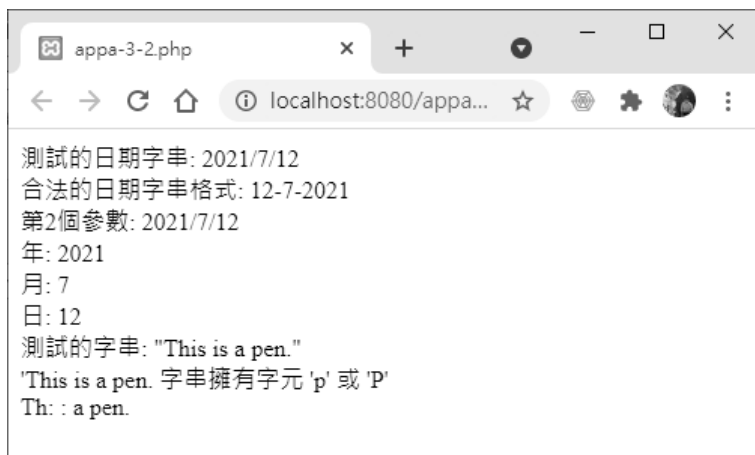 appa-3-2.php
localhost:8080/appa...
測試的日期字串: 2021/7/12
合法的日期字串格式: 12-7-2021
第2個參數: 2021/7/12
年: 2021
月: 7
日: 12
測試的字串: "This is a pen."
'This is a pen. 字串擁有字元 'p' 或 'P'
Th: : a pen.